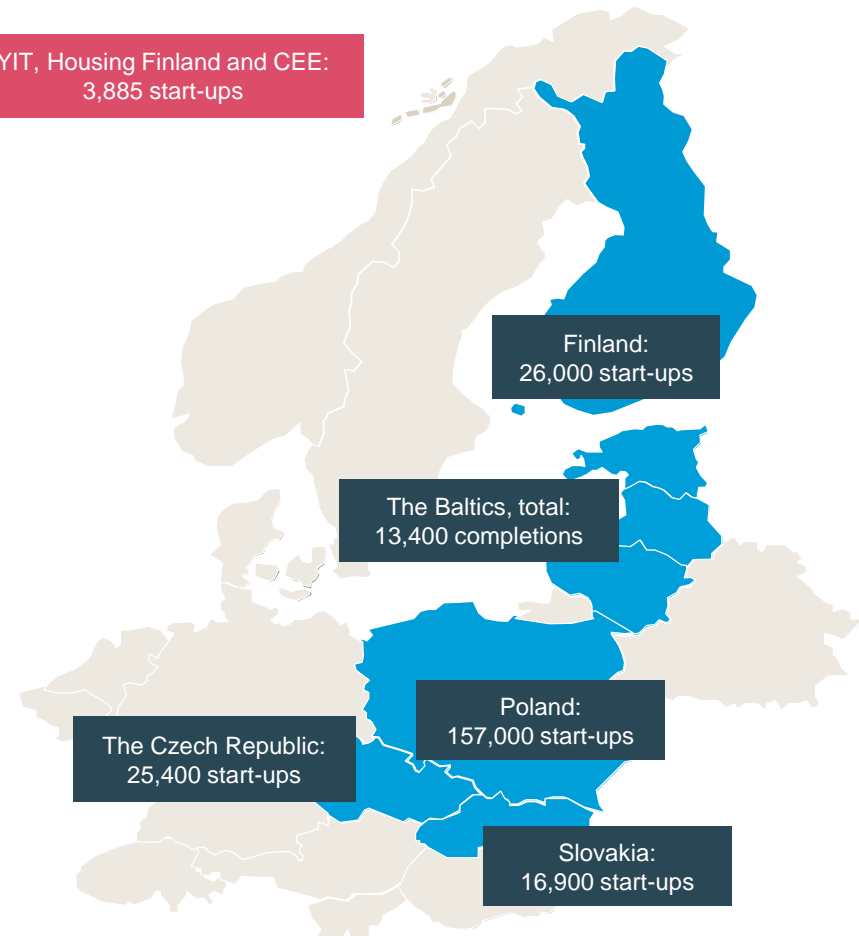 YIT, Housing Finland and CEE:
3,885 start-ups
Finland:
26,000 start-ups
The Baltics, total:
13,400 completions
Poland:
157,000 start-ups
The Czech Republic:
25,400 start-ups
Slovakia:
16,900 start-ups